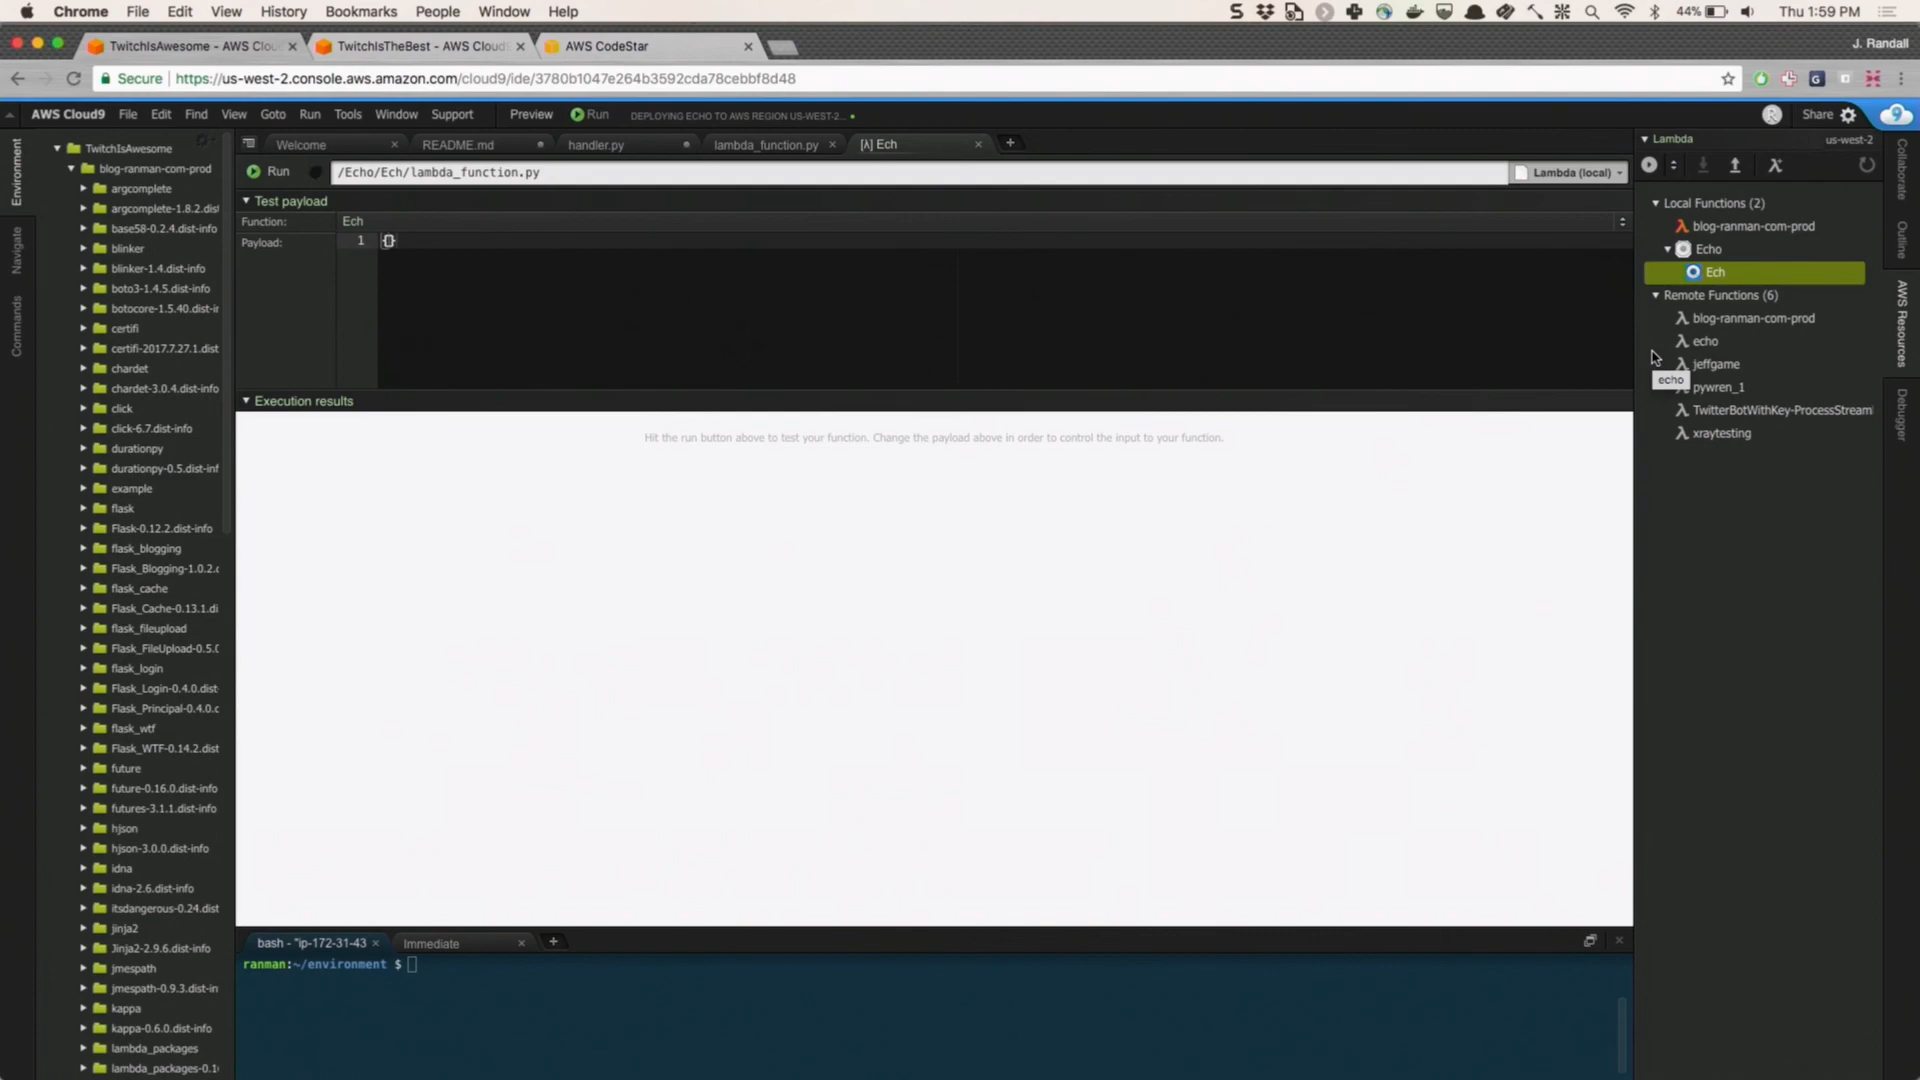 Chrome File Edit View History Bookmarks People Window Help
44% Thu 1:59 PM
TwitchIsAwesome - AWS Clou
TwitchIsTheBest - AWS Cloud9
AWS CodeStar
J. Randall
Secure https://us-west-2.console.aws.amazon.com/cloud9/ide/3780b1047e264b3592cda78cebbf8d48
AWS Cloud9 File Edit Find View Goto Run Tools Window Support Preview Run DEPLOYING ECHO TO AWS REGION US-WEST-2... Share
Environment
Navigate
Commands
TwitchIsAwesome
blog-ranman-com-prod
argcomplete
argcomplete-1.8.2.dist
base58-0.2.4.dist-info
blinker
blinker-1.4.dist-info
boto3-1.4.5.dist-info
botocore-1.5.40.dist-ir
certifi
certifi-2017.7.27.1.dist
chardet
chardet-3.0.4.dist-info
click
click-6.7.dist-info
durationpy
durationpy-0.5.dist-inf
example
flask
Flask-0.12.2.dist-info
flask_blogging
Flask_Blogging-1.0.2.c
flask_cache
Flask_Cache-0.13.1.di
flask_fileupload
Flask_FileUpload-0.5.0
flask_login
Flask_Login-0.4.0.dist-
Flask_Principal-0.4.0.c
flask_wtf
Flask_WTF-0.14.2.dist
future
future-0.16.0.dist-info
futures-3.1.1.dist-info
hjson
hjson-3.0.0.dist-info
idna
idna-2.6.dist-info
itsdangerous-0.24.dist
jinja2
Jinja2-2.9.6.dist-info
jmespath
jmespath-0.9.3.dist-in
kappa
kappa-0.6.0.dist-info
lambda_packages
lambda_packages-0.1
Welcome README.md handler.py lambda_function.py [λ] Ech
Run /Echo/Ech/lambda_function.py Lambda (local)
Test payload
Function: Ech
Payload: 1 {}
Execution results
Hit the run button above to test your function. Change the payload above in order to control the input to your function.
bash - "ip-172-31-43 Immediate
ranman:~/environment $
Lambda us-west-2
Local Functions (2)
blog-ranman-com-prod
Echo
Ech
Remote Functions (6)
blog-ranman-com-prod
echo
jeffgame
echo
pywren_1
TwitterBotWithKey-ProcessStream
xraytesting
Collaborate
Outline
AWS Resources
Debugger